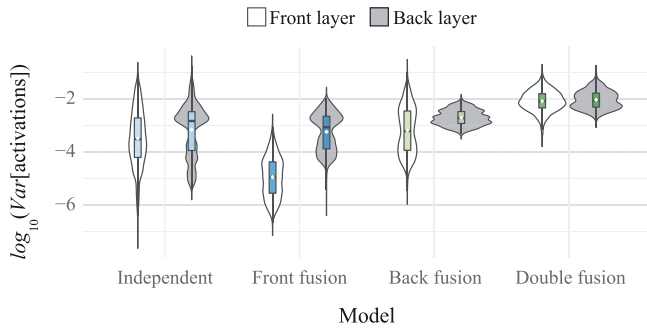 Front layer Back layer
log10(Var[activations])
−2
−4
−6
Independent Front fusion Back fusion Double fusion
Model